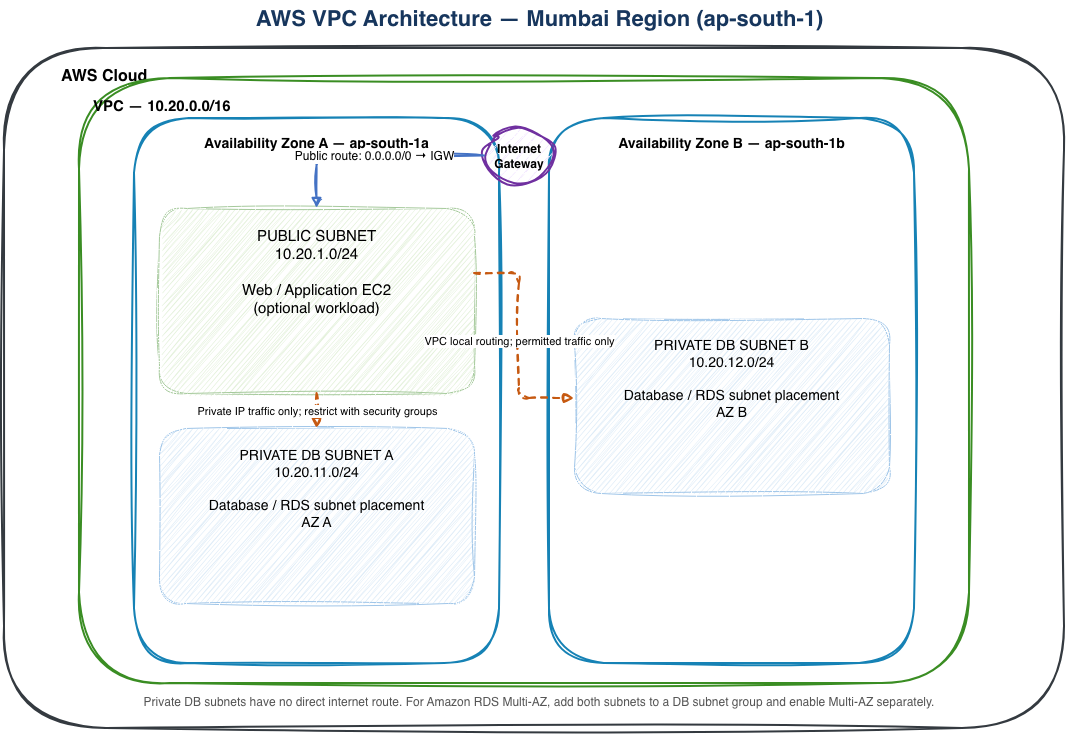 AWS VPC Architecture — Mumbai Region (ap-south-1)
AWS Cloud
VPC — 10.20.0.0/16
Availability Zone A — ap-south-1a
Public route: 0.0.0.0/0 → IGW
Internet
Gateway
Availability Zone B — ap-south-1b
PUBLIC SUBNET
10.20.1.0/24
Web / Application EC2
(optional workload)
VPC local routing; permitted traffic only
PRIVATE DB SUBNET B
10.20.12.0/24
Database / RDS subnet placement
AZ B
Private IP traffic only; restrict with security groups
PRIVATE DB SUBNET A
10.20.11.0/24
Database / RDS subnet placement
AZ A
Private DB subnets have no direct internet route. For Amazon RDS Multi-AZ, add both subnets to a DB subnet group and enable Multi-AZ separately.